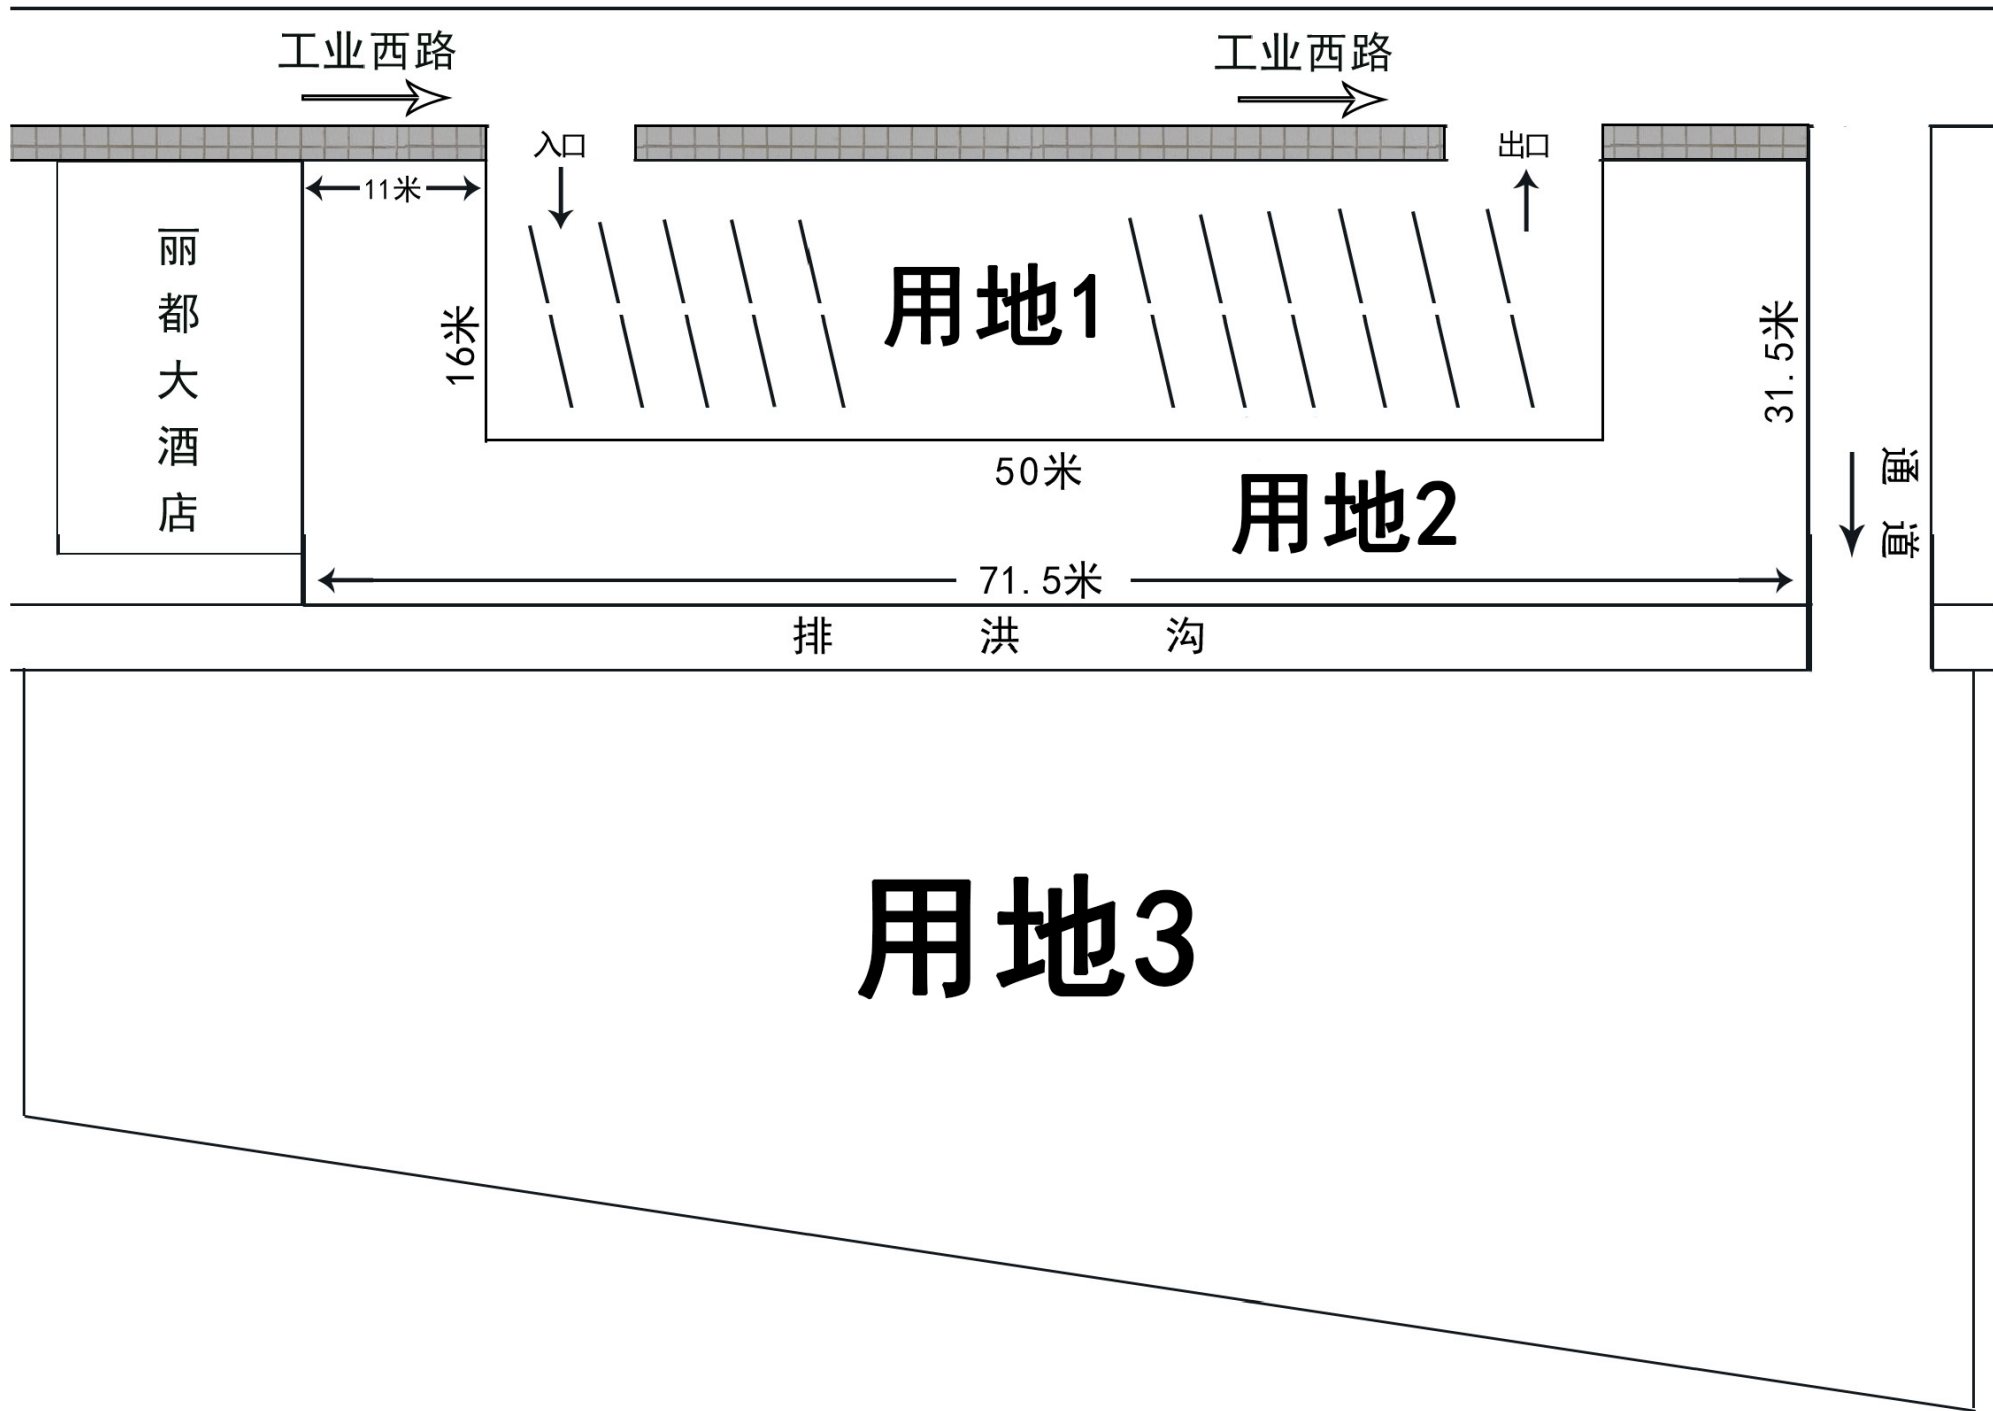 工业西路
工业西路
入口
出口
11米
丽都大酒店
16米
用地1
31.5米
50米
用地2
通道
71.5米
排洪沟
用地3